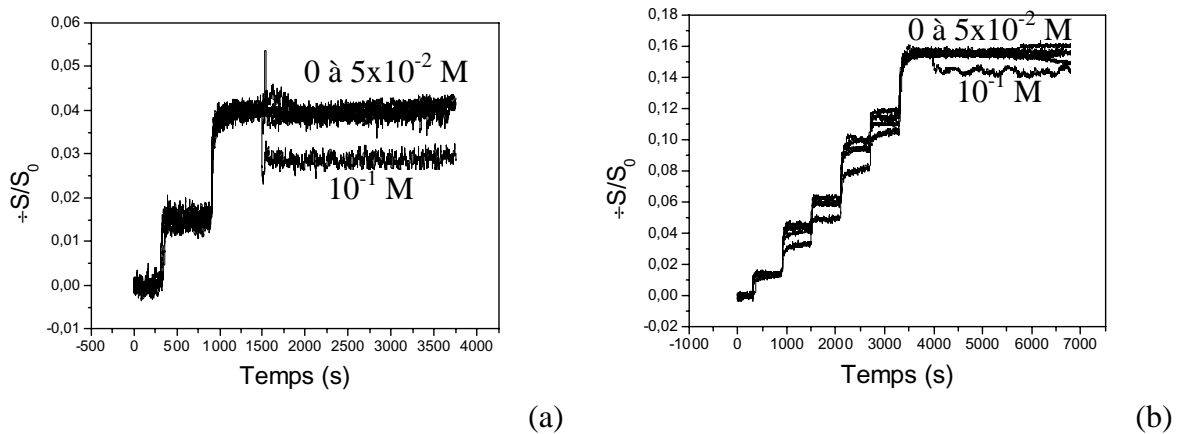 0,06
0,05
0,04
0,03
0,02
0,01
0,00
-0,01
÷S/S₀
0 à 5x10⁻² M
10⁻¹ M
-500 0 500 1000 1500 2000 2500 3000 3500 4000
Temps (s)
(a)
0,18
0,16
0,14
0,12
0,10
0,08
0,06
0,04
0,02
0,00
-0,02
÷S/S₀
0 à 5x10⁻² M
10⁻¹ M
-1000 0 1000 2000 3000 4000 5000 6000 7000
Temps (s)
(b)